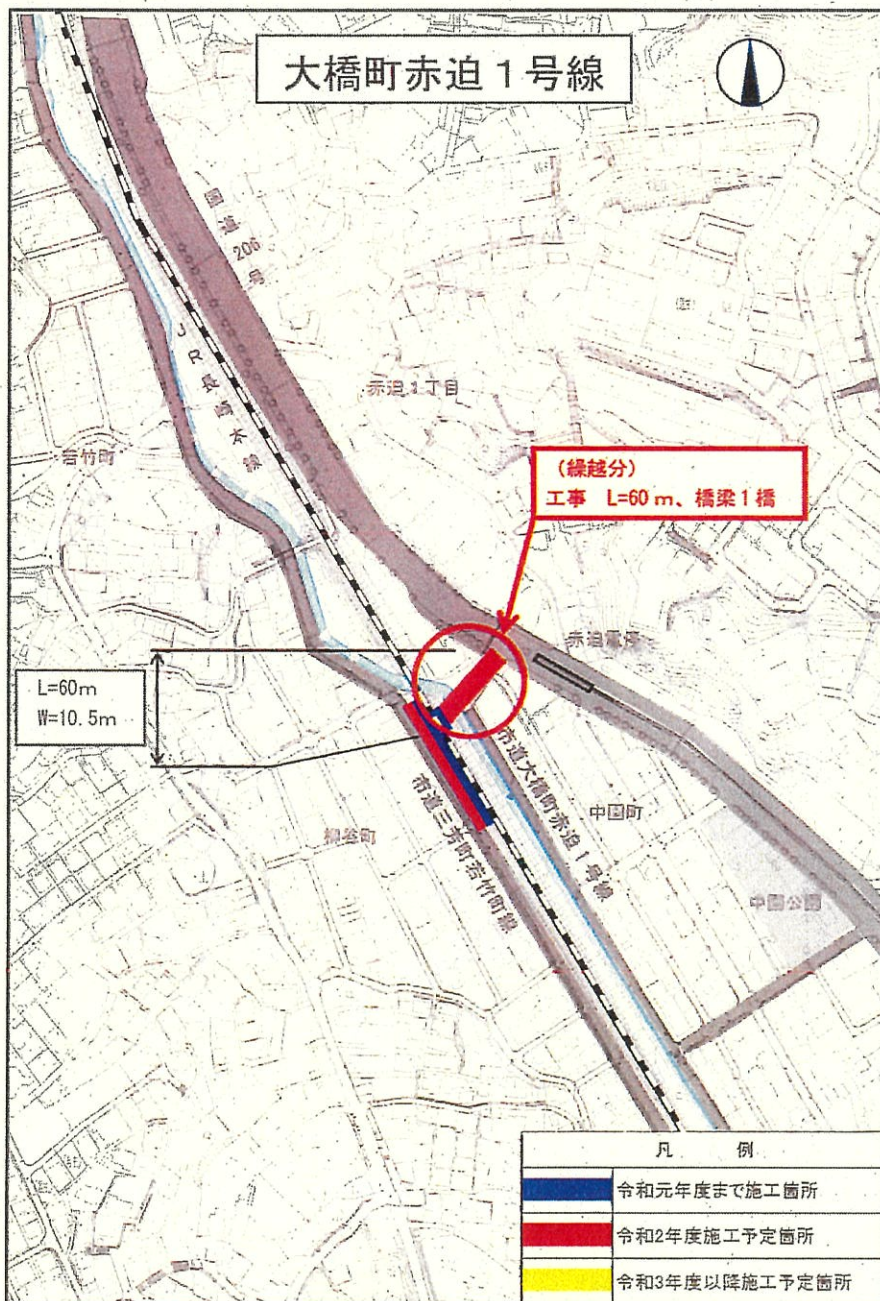 大橋町赤迫1号線
国道206号
JR長崎本線
赤迫1丁目
若竹町
(繰越分)
工事 L=60m、橋梁1橋
赤迫電停
L=60m
W=10.5m
市道大橋町赤迫1号線
市道三芳町若竹町線
中園町
柳谷町
中園公園
凡例
令和元年度まで施工箇所
令和2年度施工予定箇所
令和3年度以降施工予定箇所